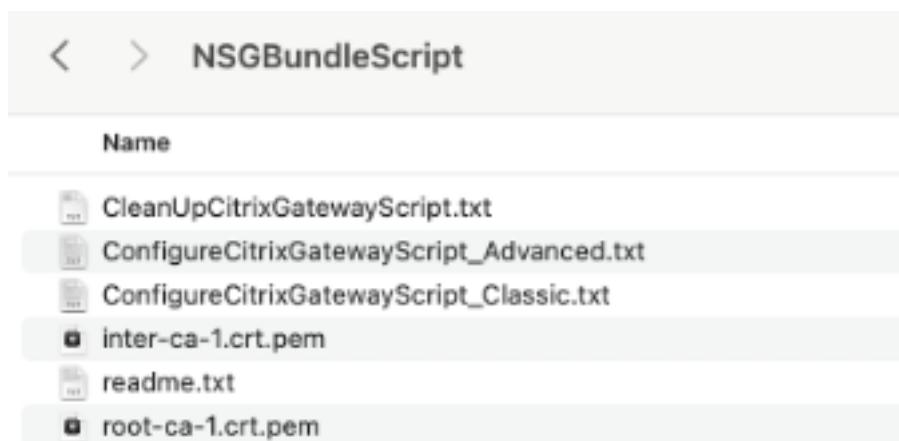 NSGBundleScript
Name
CleanUpCitrixGatewayScript.txt
ConfigureCitrixGatewayScript_Advanced.txt
ConfigureCitrixGatewayScript_Classic.txt
inter-ca-1.crt.pem
readme.txt
root-ca-1.crt.pem